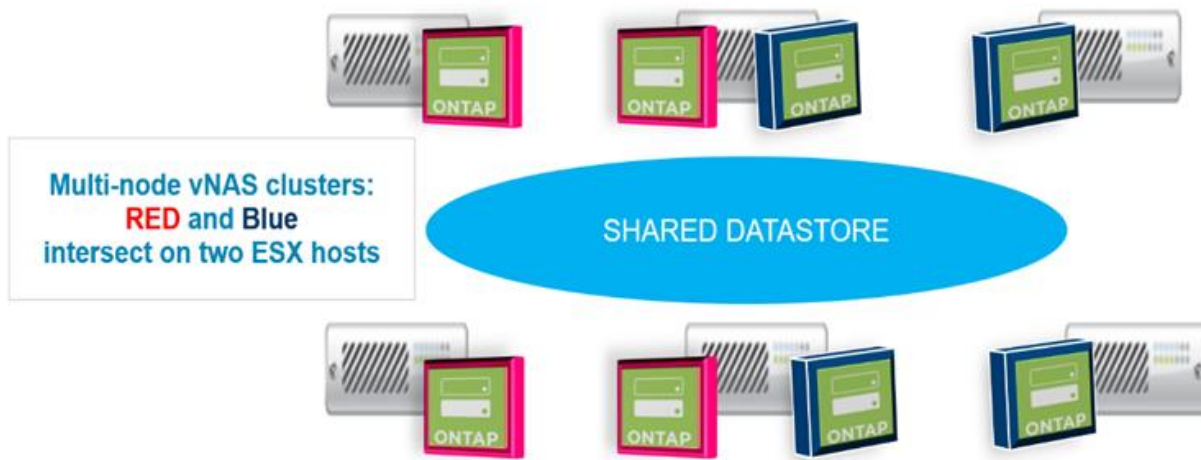 ONTAP
ONTAP
ONTAP
ONTAP
Multi-node vNAS clusters:
RED and Blue
intersect on two ESX hosts
SHARED DATASTORE
ONTAP
ONTAP
ONTAP
ONTAP